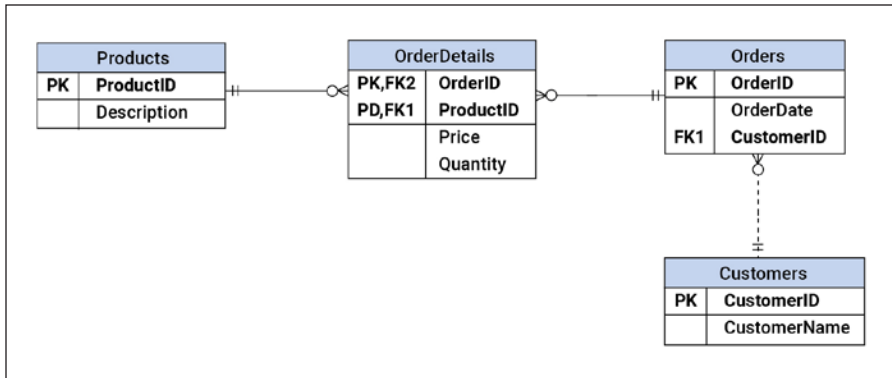 Products
PK ProductID
Description
OrderDetails
PK,FK2 OrderID
PD,FK1 ProductID
Price
Quantity
Orders
PK OrderID
OrderDate
FK1 CustomerID
Customers
PK CustomerID
CustomerName